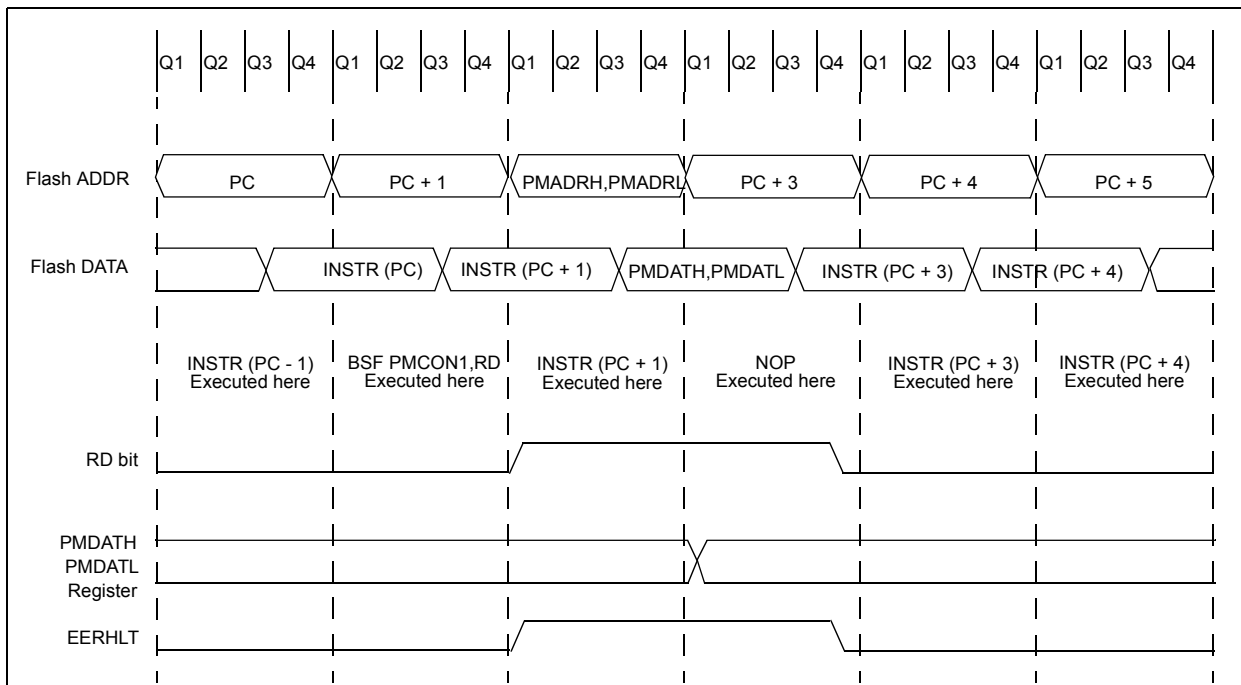 Q1 Q2 Q3 Q4 Q1 Q2 Q3 Q4 Q1 Q2 Q3 Q4 Q1 Q2 Q3 Q4 Q1 Q2 Q3 Q4 Q1 Q2 Q3 Q4
Flash ADDR PC PC + 1 PMADRH,PMADRL PC + 3 PC + 4 PC + 5
Flash DATA INSTR (PC) INSTR (PC + 1) PMDATH,PMDATL INSTR (PC + 3) INSTR (PC + 4)
INSTR (PC - 1) BSF PMCON1,RD INSTR (PC + 1) NOP INSTR (PC + 3) INSTR (PC + 4)
Executed here Executed here Executed here Executed here Executed here Executed here
RD bit
PMDATH
PMDATL
Register
EERHLT